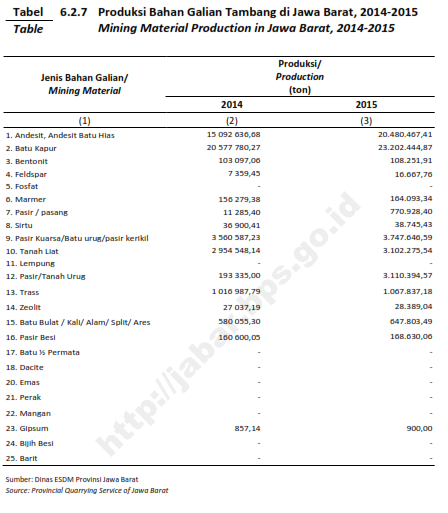 Tabel 6.2.7 Produksi Bahan Galian Tambang di Jawa Barat, 2014-2015
Table Mining Material Production in Jawa Barat, 2014-2015
Jenis Bahan Galian/ Mining Material Produksi/ Production (ton)
2014 2015
(1) (2) (3)
1. Andesit, Andesit Batu Hias 15 092 636,68 20.480.467,41
2. Batu Kapur 20 577 780,27 23.202.444,87
3. Bentonit 103 097,06 108.251,91
4. Feldspar 7 359,45 16.667,76
5. Fosfat - -
6. Marmer 156 279,38 164.093,34
7. Pasir / pasang 11 285,40 770.928,40
8. Sirtu 36 900,41 38.745,43
9. Pasir Kuarsa/Batu urug/pasir kerikil 3 560 587,23 3.747.646,59
10. Tanah Liat 2 954 548,14 3.102.275,54
11. Lempung - -
12. Pasir/Tanah Urug 193 335,00 3.110.394,57
13. Trass 1 016 987,79 1.067.837,18
14. Zeolit 27 037,19 28.389,04
15. Batu Bulat / Kali/ Alam/ Split/ Ares 580 055,30 647.803,49
16. Pasir Besi 160 600,05 168.630,06
17. Batu ½ Permata - -
18. Dacite - -
20. Emas - -
21. Perak - -
22. Mangan - -
23. Gipsum 857,14 900,00
24. Bijih Besi - -
25. Barit - -
Sumber: Dinas ESDM Provinsi Jawa Barat
Source: Provincial Quarrying Service of Jawa Barat
http://jabar.bps.go.id